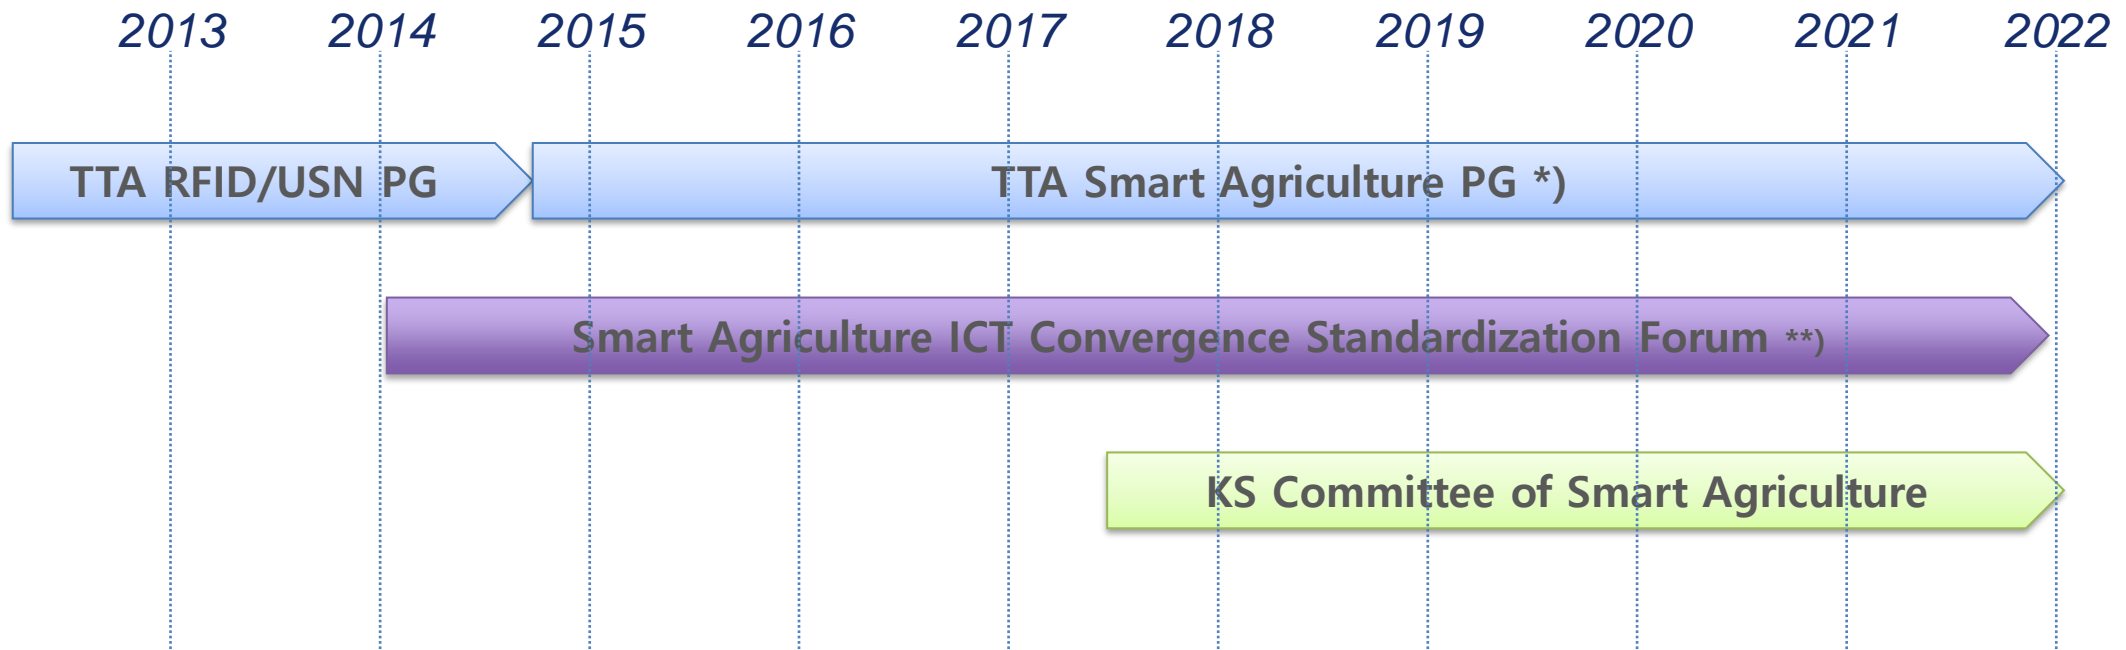 2013 2014 2015 2016 2017 2018 2019 2020 2021 2022
TTA RFID/USN PG TTA Smart Agriculture PG *)
Smart Agriculture ICT Convergence Standardization Forum **)
KS Committee of Smart Agriculture